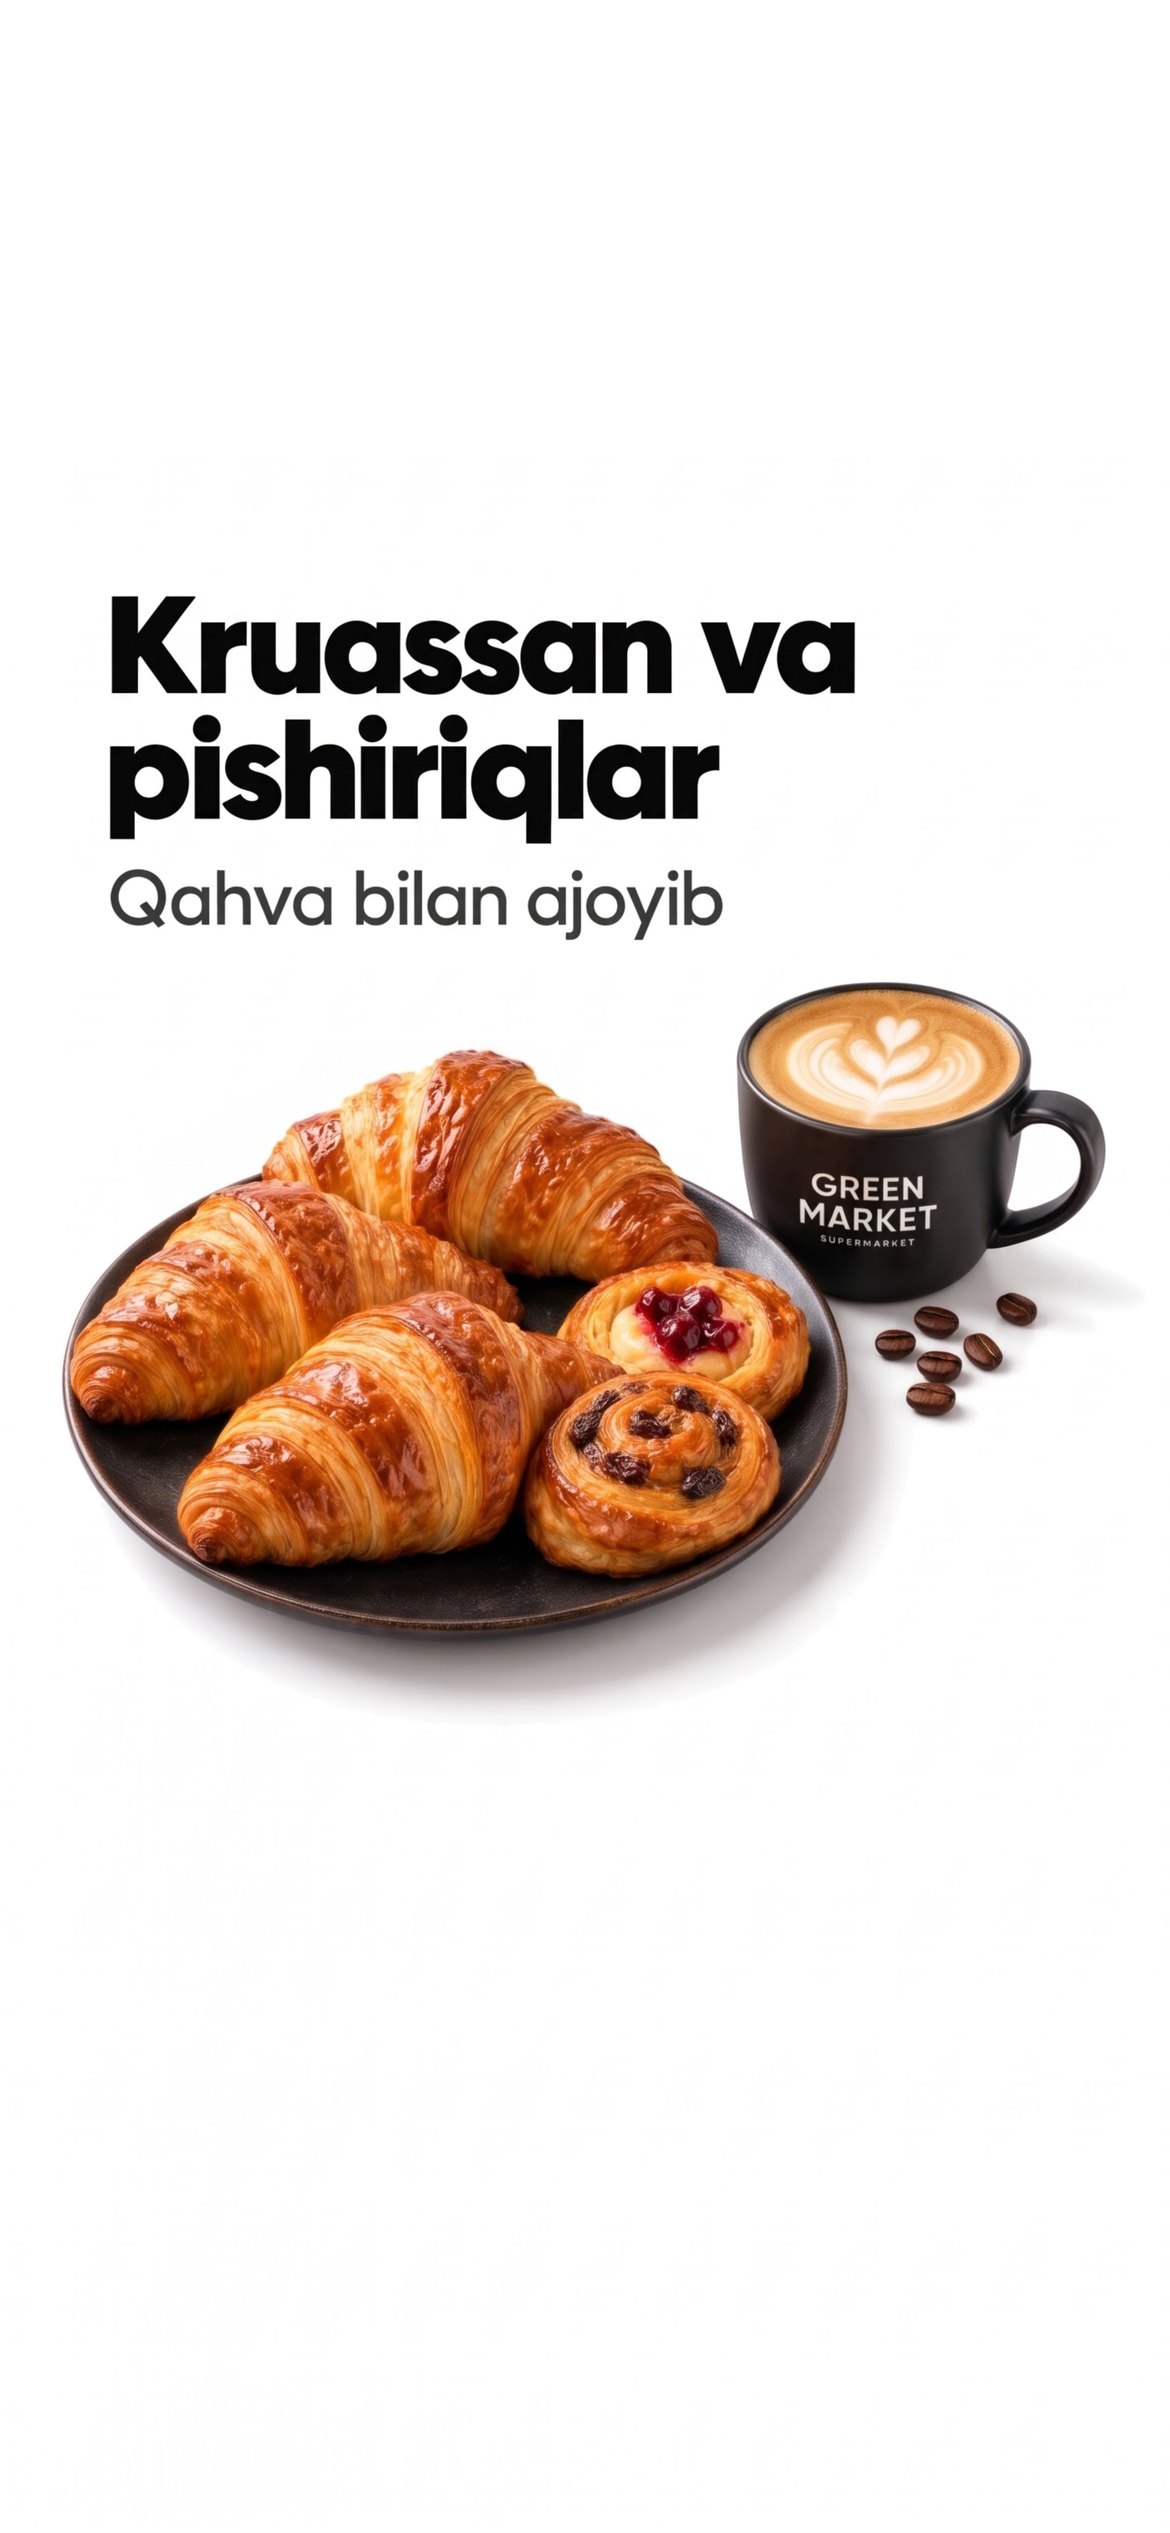 Kruassan va
pishiriqlar
Qahva bilan ajoyib
GREEN
MARKET
SUPERMARKET